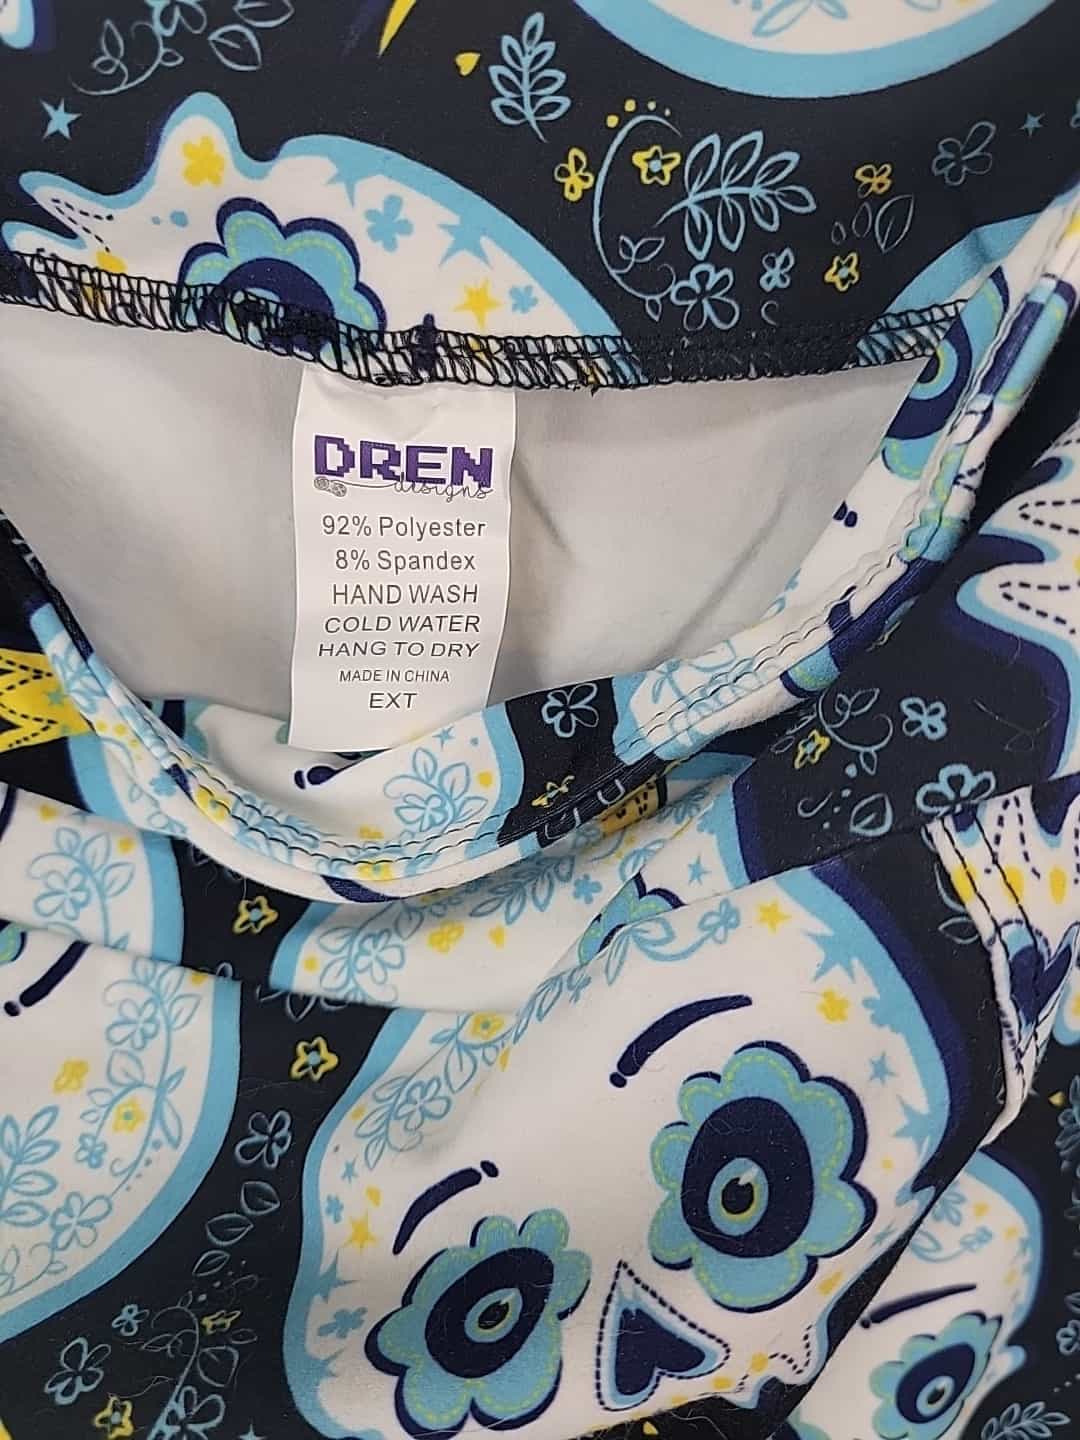 DREN
designs
92% Polyester
8% Spandex
HAND WASH
COLD WATER
HANG TO DRY
MADE IN CHINA
EXT